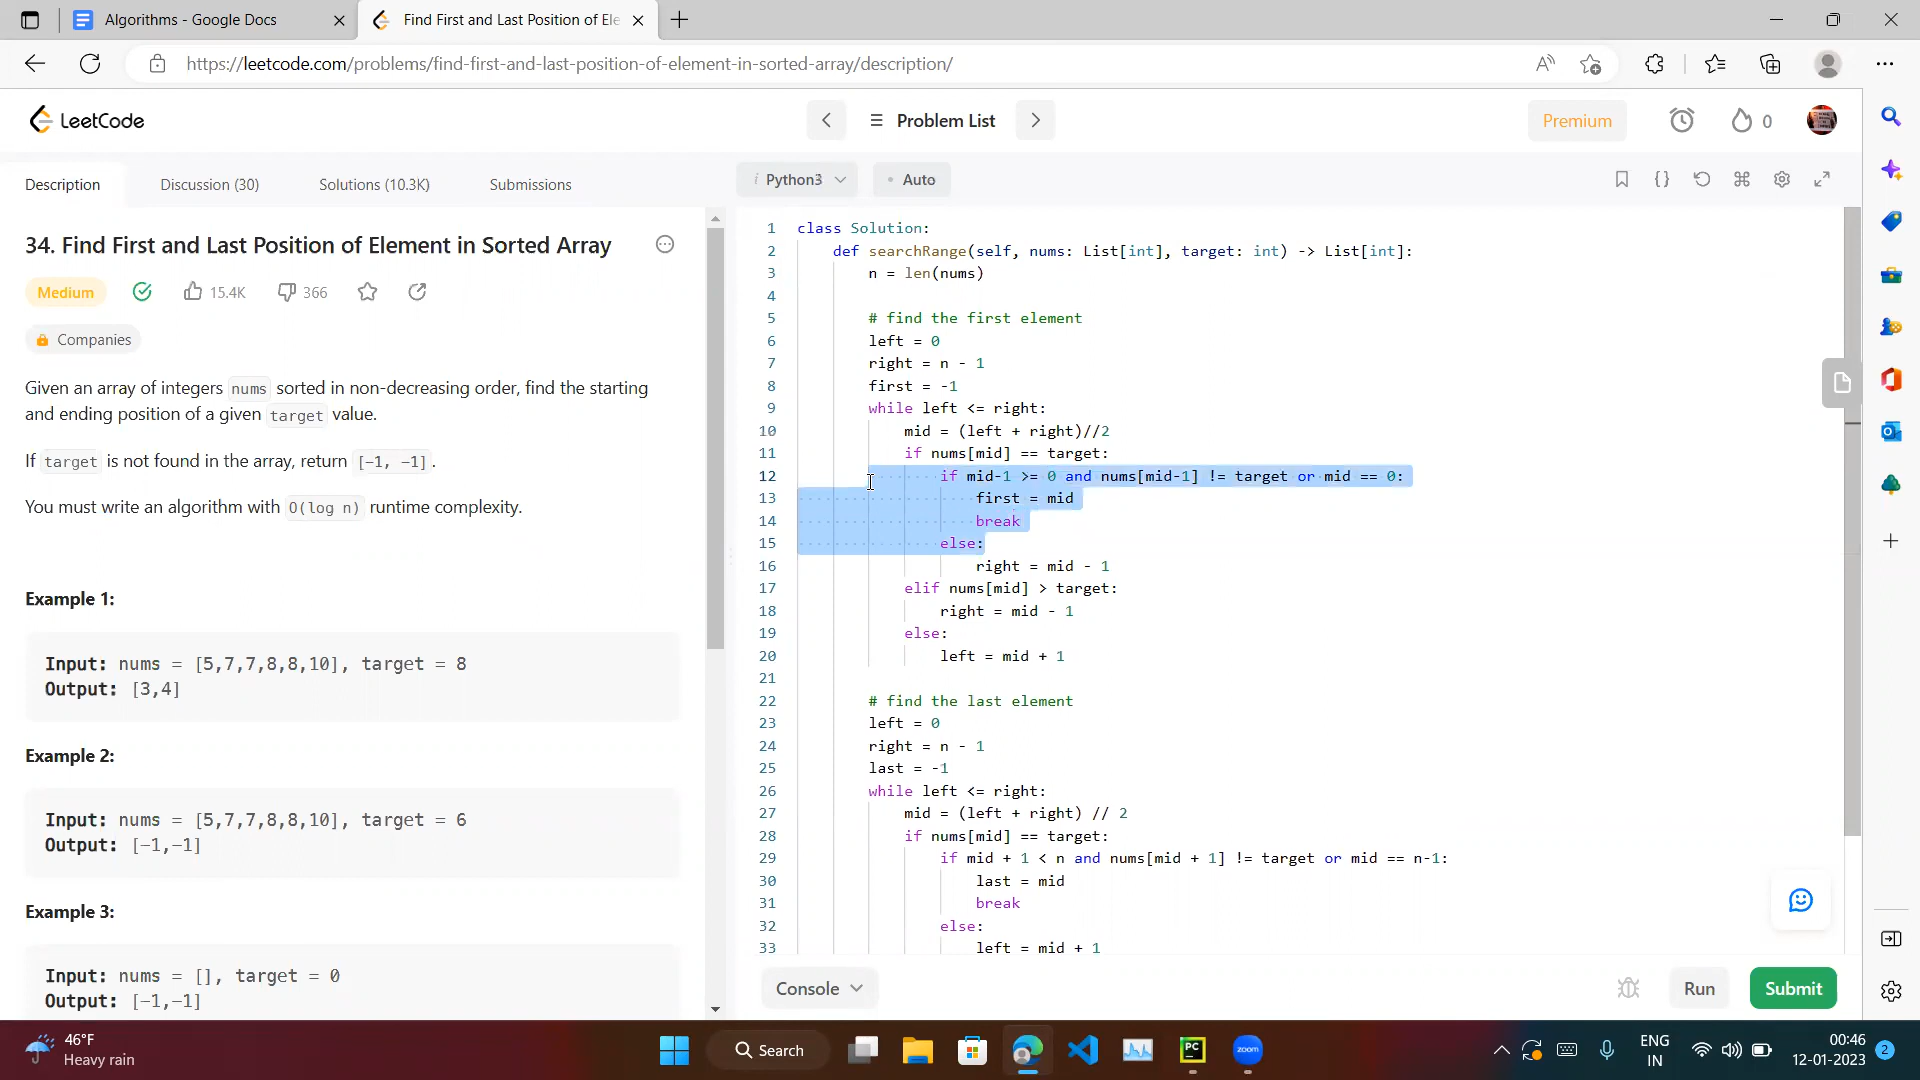 Algorithms - Google Docs
Find First and Last Position of Ele
https://leetcode.com/problems/find-first-and-last-position-of-element-in-sorted-array/description/
LeetCode
Problem List
Premium
0
Description
Discussion (30)
Solutions (10.3K)
Submissions
i Python3
• Auto
34. Find First and Last Position of Element in Sorted Array
Medium
15.4K
366
Companies
Given an array of integers nums sorted in non-decreasing order, find the starting
and ending position of a given target value.
If target is not found in the array, return [-1, -1].
You must write an algorithm with O(log n) runtime complexity.
Example 1:
Input: nums = [5,7,7,8,8,10], target = 8
Output: [3,4]
Example 2:
Input: nums = [5,7,7,8,8,10], target = 6
Output: [-1,-1]
Example 3:
Input: nums = [], target = 0
Output: [-1,-1]
1 class Solution:
2     def searchRange(self, nums: List[int], target: int) -> List[int]:
3         n = len(nums)
4
5         # find the first element
6         left = 0
7         right = n - 1
8         first = -1
9         while left <= right:
10             mid = (left + right)//2
11             if nums[mid] == target:
12                 if mid-1 >= 0 and nums[mid-1] != target or mid == 0:
13                     first = mid
14                     break
15                 else:
16                     right = mid - 1
17             elif nums[mid] > target:
18                 right = mid - 1
19             else:
20                 left = mid + 1
21
22         # find the last element
23         left = 0
24         right = n - 1
25         last = -1
26         while left <= right:
27             mid = (left + right) // 2
28             if nums[mid] == target:
29                 if mid + 1 < n and nums[mid + 1] != target or mid == n-1:
30                     last = mid
31                     break
32                 else:
33                     left = mid + 1
Console
Run
Submit
46°F
Heavy rain
Search
PC
zoom
ENG
IN
00:46
12-01-2023
2